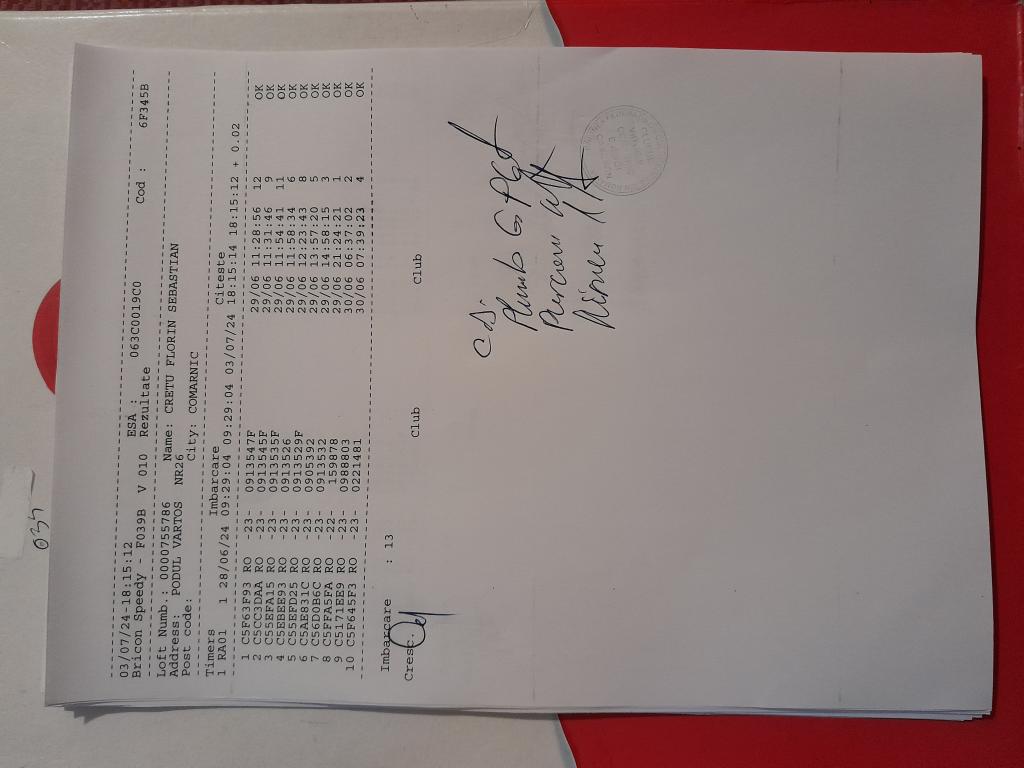 03/07/24-18:15:12 ESA : 063C0019C0 Cod : 6F345B
Bricon Speedy - F039B V 010 Rezultate
Loft Numb.: 0000755786 Name: CRETU FLORIN SEBASTIAN
Address: PODUL VARTOS NR26
Post code: City: COMARNIC
Timers Imbarcare Citeste
1 RA01 1 28/06/24 09:29:04 09:29:04 03/07/24 18:15:14 18:15:12 + 0.02
1 C5F63F93 RO -23- 0913547F 29/06 11:28:56 12 OK
2 C5CC3DAA RO -23- 0913545F 29/06 11:31:46 9 OK
3 C55EFA15 RO -23- 0913535F 29/06 11:54:41 11 OK
4 C5EBEE93 RO -23- 0913526 29/06 11:58:34 6 OK
5 C55EFD25 RO -23- 0913529F 29/06 12:23:43 8 OK
6 C5AE831C RO -23- 0905392 29/06 13:57:20 5 OK
7 C56D0B6C RO -23- 0913532 29/06 14:58:15 3 OK
8 C5FFA5FA RO -22- 159878 29/06 21:24:21 1 OK
9 C5171EE9 RO -23- 0988803 30/06 06:37:02 2 OK
10 C5F645F3 RO -23- 0221481 30/06 07:39:23 4 OK
Imbarcare : 13
Cresc. Club Club
034